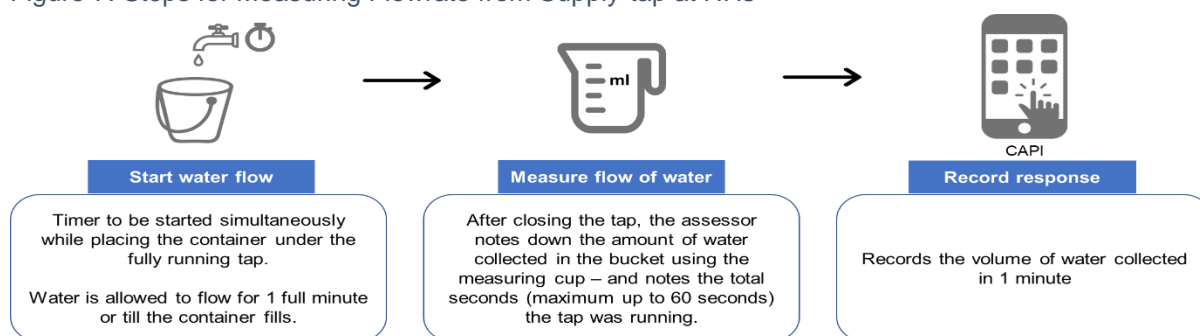 ml
CAPI
Start water flow
Measure flow of water
Record response
Timer to be started simultaneously
while placing the container under the
fully running tap.
Water is allowed to flow for 1 full minute
or till the container fills.
After closing the tap, the assessor
notes down the amount of water
collected in the bucket using the
measuring cup – and notes the total
seconds (maximum up to 60 seconds)
the tap was running.
Records the volume of water collected
in 1 minute